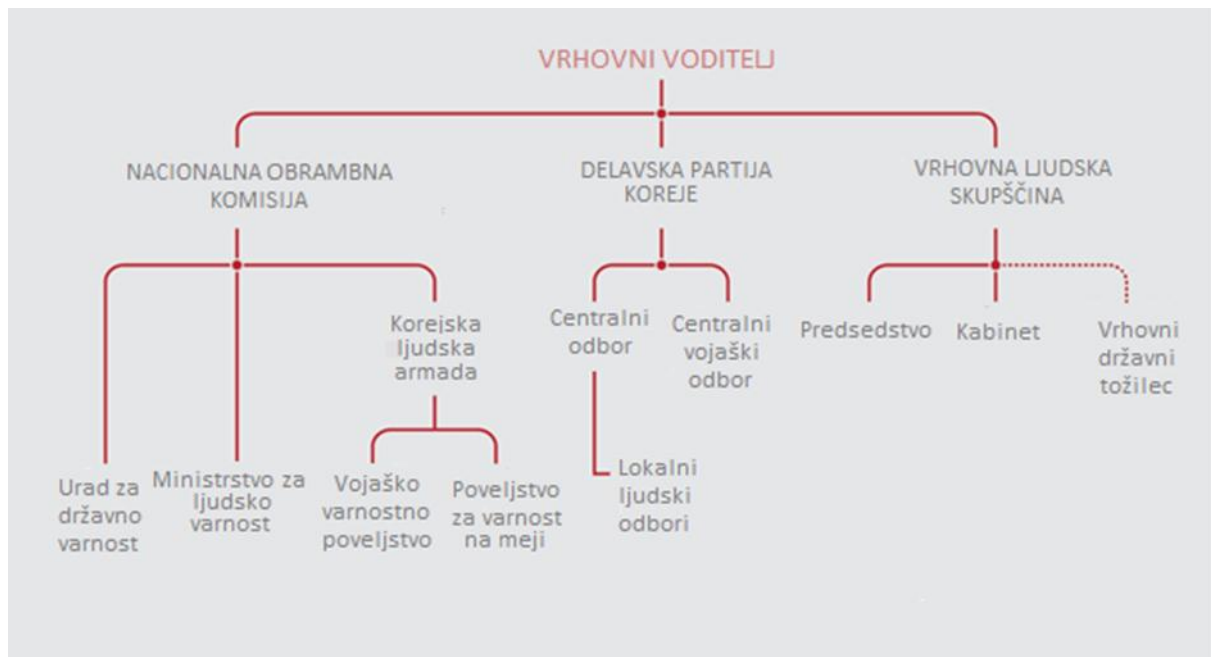 VRHOVNI VODITELJ
NACIONALNA OBRAMBNA
KOMISIJA
DELAVSKA PARTIJA
KOREJE
VRHOVNA LJUDSKA
SKUPŠČINA
Korejska
ljudska
armada
Centralni
odbor
Centralni
vojaški
odbor
Predsedstvo
Kabinet
Vrhovni
državni
tožilec
Urad za
državno
varnost
Ministrstvo za
ljudsko
varnost
Vojaško
varnostno
poveljstvo
Poveljstvo
za varnost
na meji
Lokalni
ljudski
odbori